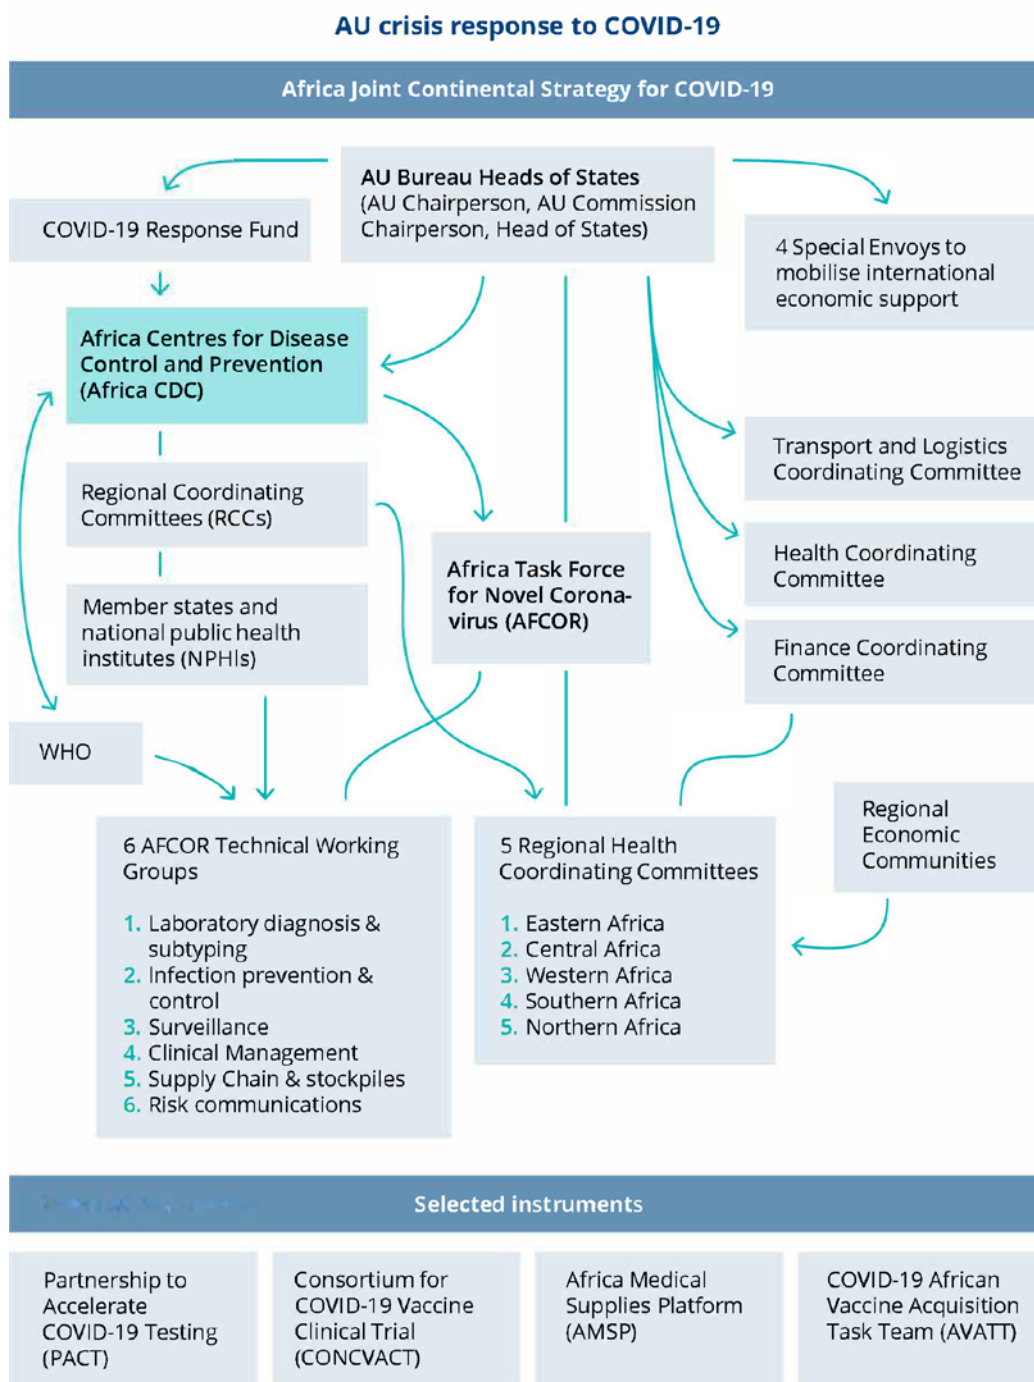 AU crisis response to COVID-19
Africa Joint Continental Strategy for COVID-19
AU Bureau Heads of States
(AU Chairperson, AU Commission
Chairperson, Head of States)
COVID-19 Response Fund
4 Special Envoys to
mobilise international
economic support
Africa Centres for Disease
Control and Prevention
(Africa CDC)
Transport and Logistics
Coordinating Committee
Regional Coordinating
Committees (RCCs)
Africa Task Force
for Novel Corona-
virus (AFCOR)
Health Coordinating
Committee
Member states and
national public health
institutes (NPHIs)
Finance Coordinating
Committee
WHO
Regional
Economic
Communities
6 AFCOR Technical Working
Groups
1. Laboratory diagnosis &
subtyping
2. Infection prevention &
control
3. Surveillance
4. Clinical Management
5. Supply Chain & stockpiles
6. Risk communications
5 Regional Health
Coordinating Committees
1. Eastern Africa
2. Central Africa
3. Western Africa
4. Southern Africa
5. Northern Africa
Selected instruments
Partnership to
Accelerate
COVID-19 Testing
(PACT)
Consortium for
COVID-19 Vaccine
Clinical Trial
(CONCVACT)
Africa Medical
Supplies Platform
(AMSP)
COVID-19 African
Vaccine Acquisition
Task Team (AVATT)